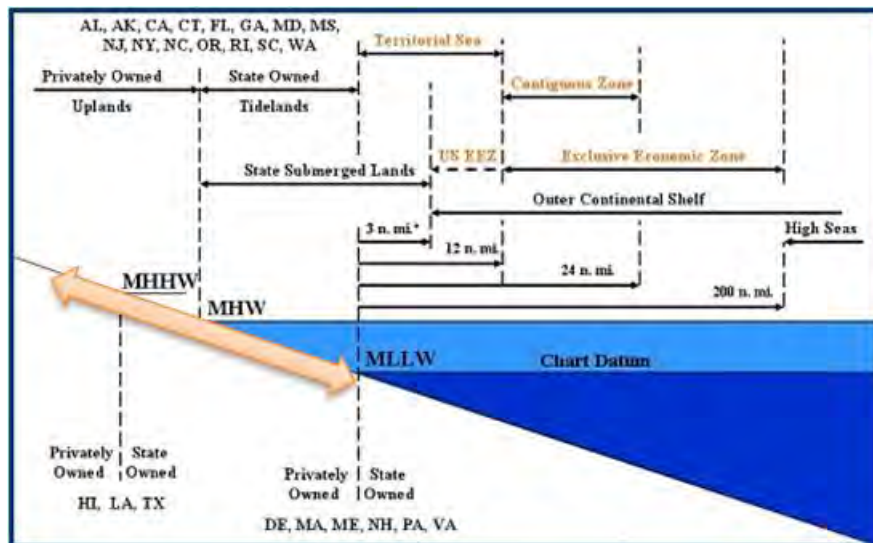 AL, AK, CA, CT, FL, GA, MD, MS,
NJ, NY, NC, OR, RI, SC, WA
Territorial Sea
Privately Owned
State Owned
Uplands
Tidelands
Contiguous Zone
US EEZ
Exclusive Economic Zone
State Submerged Lands
Outer Continental Shelf
3 n. mi.*
High Seas
12 n. mi.
24 n. mi.
MHHW
200 n. mi.
MHW
MLLW
Chart Datum
Privately
Owned
State
Owned
HI, LA, TX
Privately
Owned
State
Owned
DE, MA, ME, NH, PA, VA